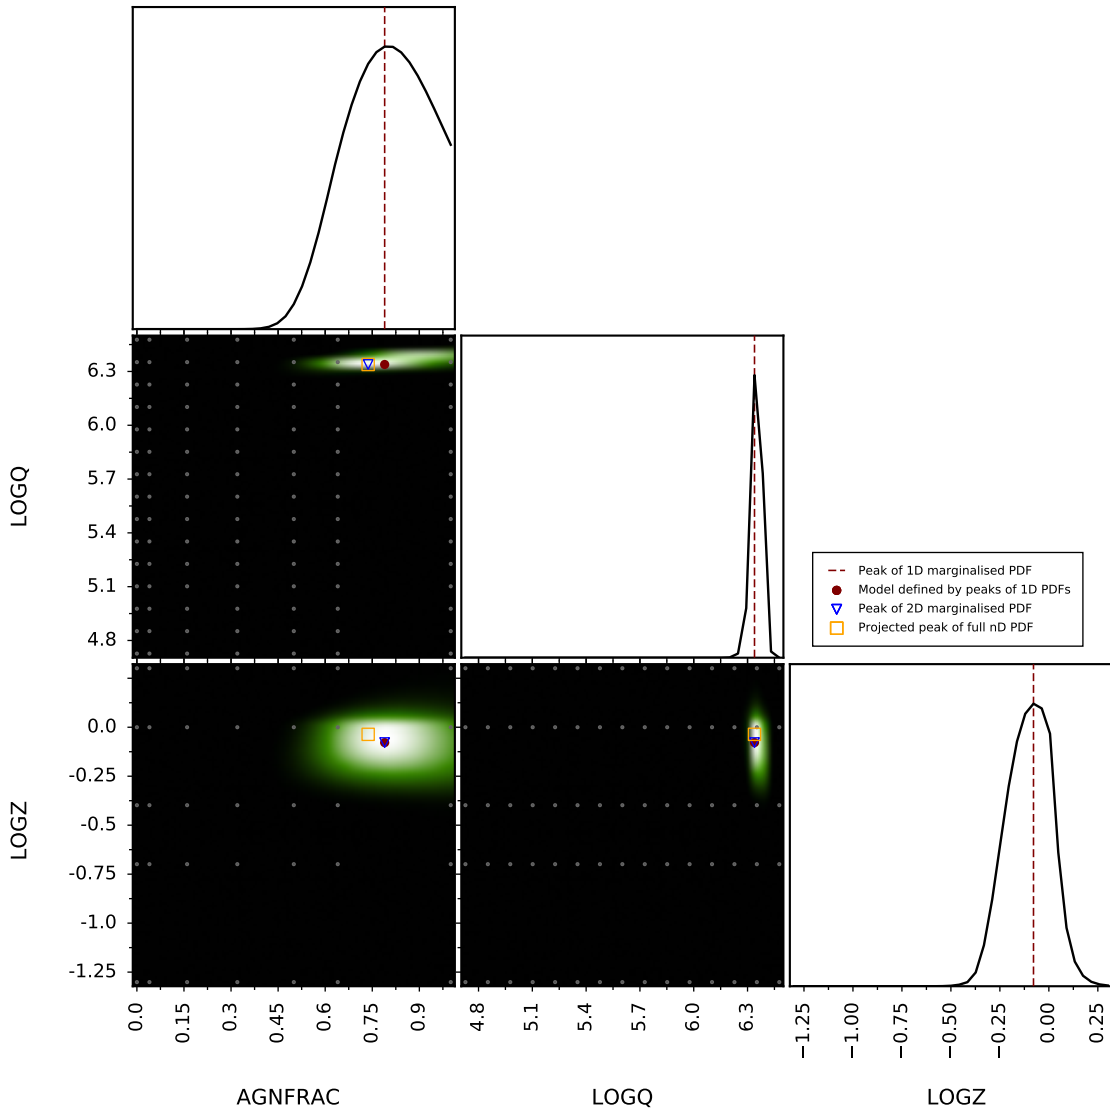 LOGQ
6.3
6.0
5.7
5.4
5.1
4.8
Peak of 1D marginalised PDF
Model defined by peaks of 1D PDFs
Peak of 2D marginalised PDF
Projected peak of full nD PDF
LOGZ
0.0
-0.25
-0.5
-0.75
-1.0
-1.25
0.0 0.15 0.3 0.45 0.6 0.75 0.9
4.8 5.1 5.4 5.7 6.0 6.3
−1.25 −1.00 −0.75 −0.50 −0.25 0.00 0.25
AGNFRAC LOGQ LOGZ